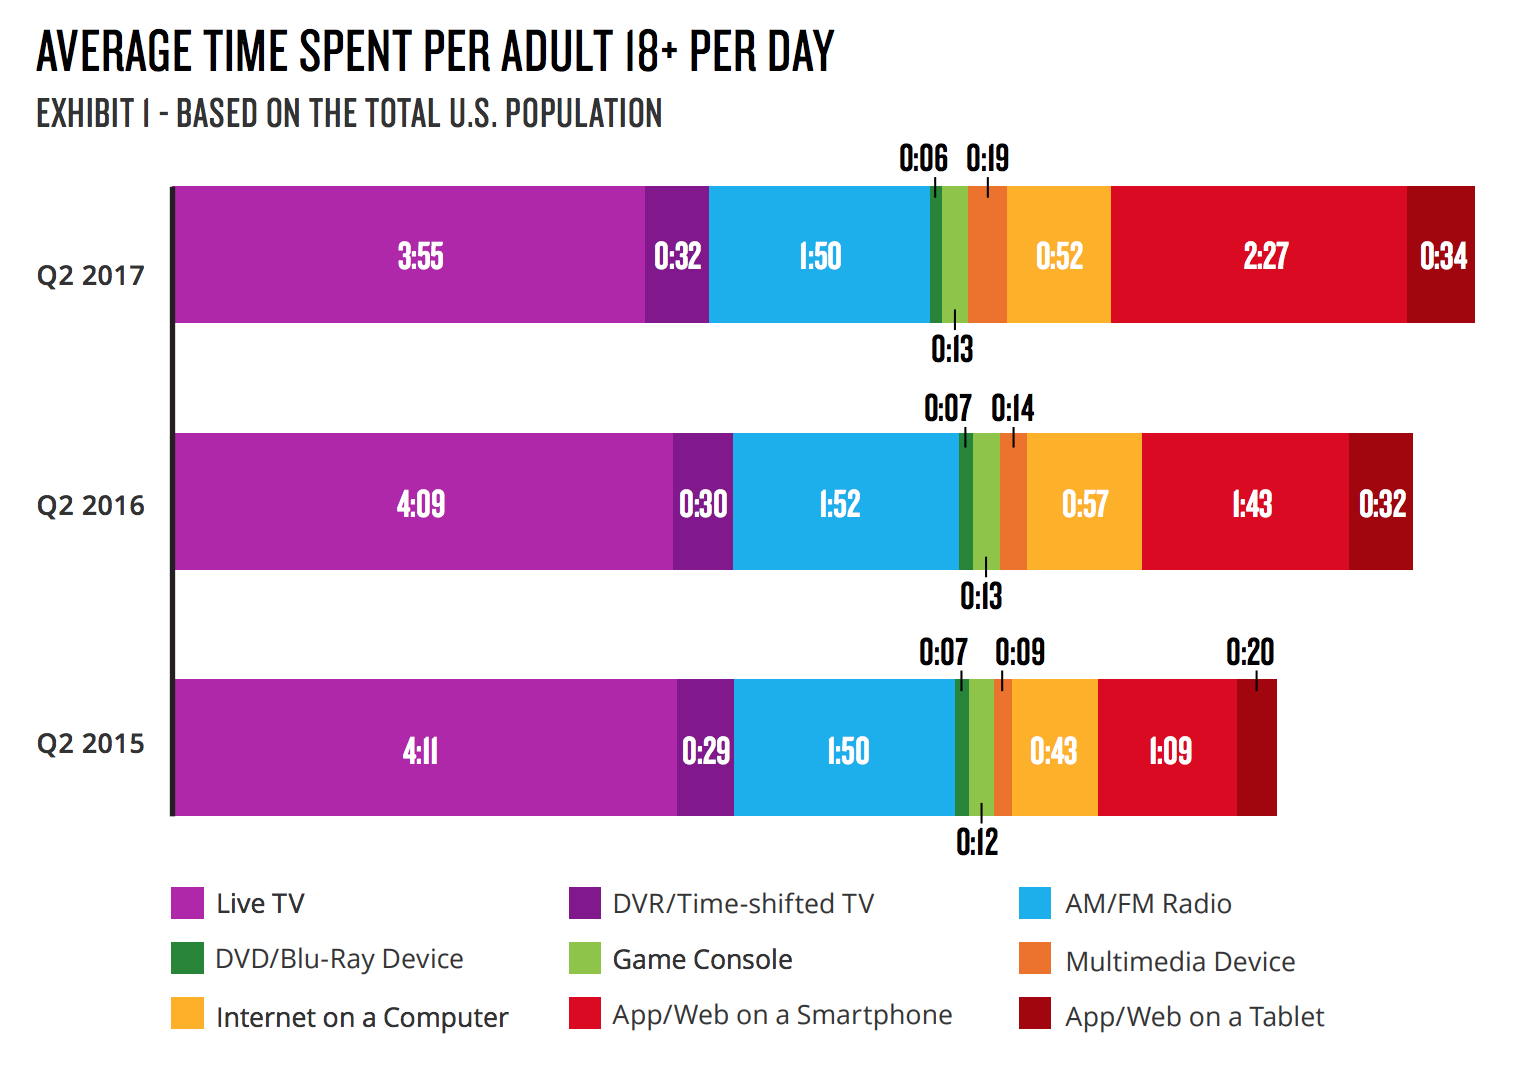 AVERAGE TIME SPENT PER ADULT 18+ PER DAY
EXHIBIT 1 - BASED ON THE TOTAL U.S. POPULATION
0:06 0:19
Q2 2017 3:55 0:32 1:50 0:52 2:27 0:34
0:13
0:07 0:14
Q2 2016 4:09 0:30 1:52 0:57 1:43 0:32
0:13
0:07 0:09 0:20
Q2 2015 4:11 0:29 1:50 0:43 1:09
0:12
Live TV DVR/Time-shifted TV AM/FM Radio
DVD/Blu-Ray Device Game Console Multimedia Device
Internet on a Computer App/Web on a Smartphone App/Web on a Tablet